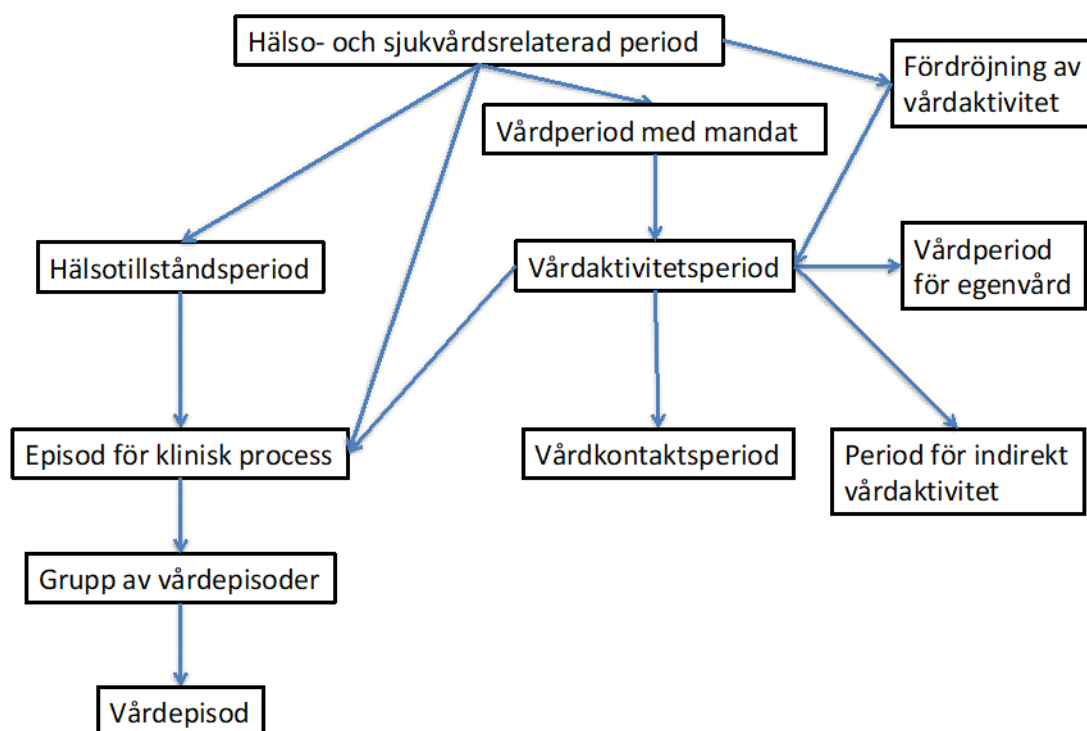 Hälso- och sjukvårdsrelaterad period
Fördröjning av
vårdaktivitet
Vårdperiod med mandat
Hälsotillståndsperiod
Vårdaktivitetsperiod
Vårdperiod
för egenvård
Episod för klinisk process
Vårdkontaktsperiod
Period för indirekt
vårdaktivitet
Grupp av vårdepisoder
Vårdepisod